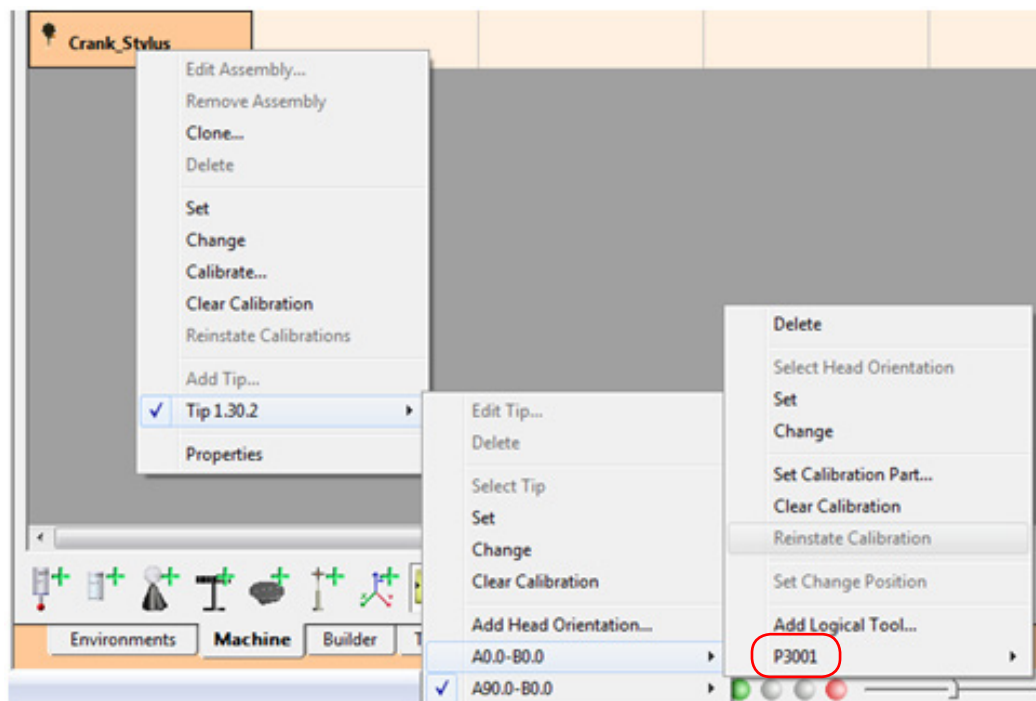 Crank_Stylus
Edit Assembly...
Remove Assembly
Clone...
Delete
Set
Change
Calibrate...
Clear Calibration
Reinstate Calibrations
Add Tip...
Tip 1.30.2
Properties
Edit Tip...
Delete
Select Tip
Set
Change
Clear Calibration
Add Head Orientation...
A0.0-B0.0
A90.0-B0.0
Delete
Select Head Orientation
Set
Change
Set Calibration Part...
Clear Calibration
Reinstate Calibration
Set Change Position
Add Logical Tool...
P3001
Environments Machine Builder